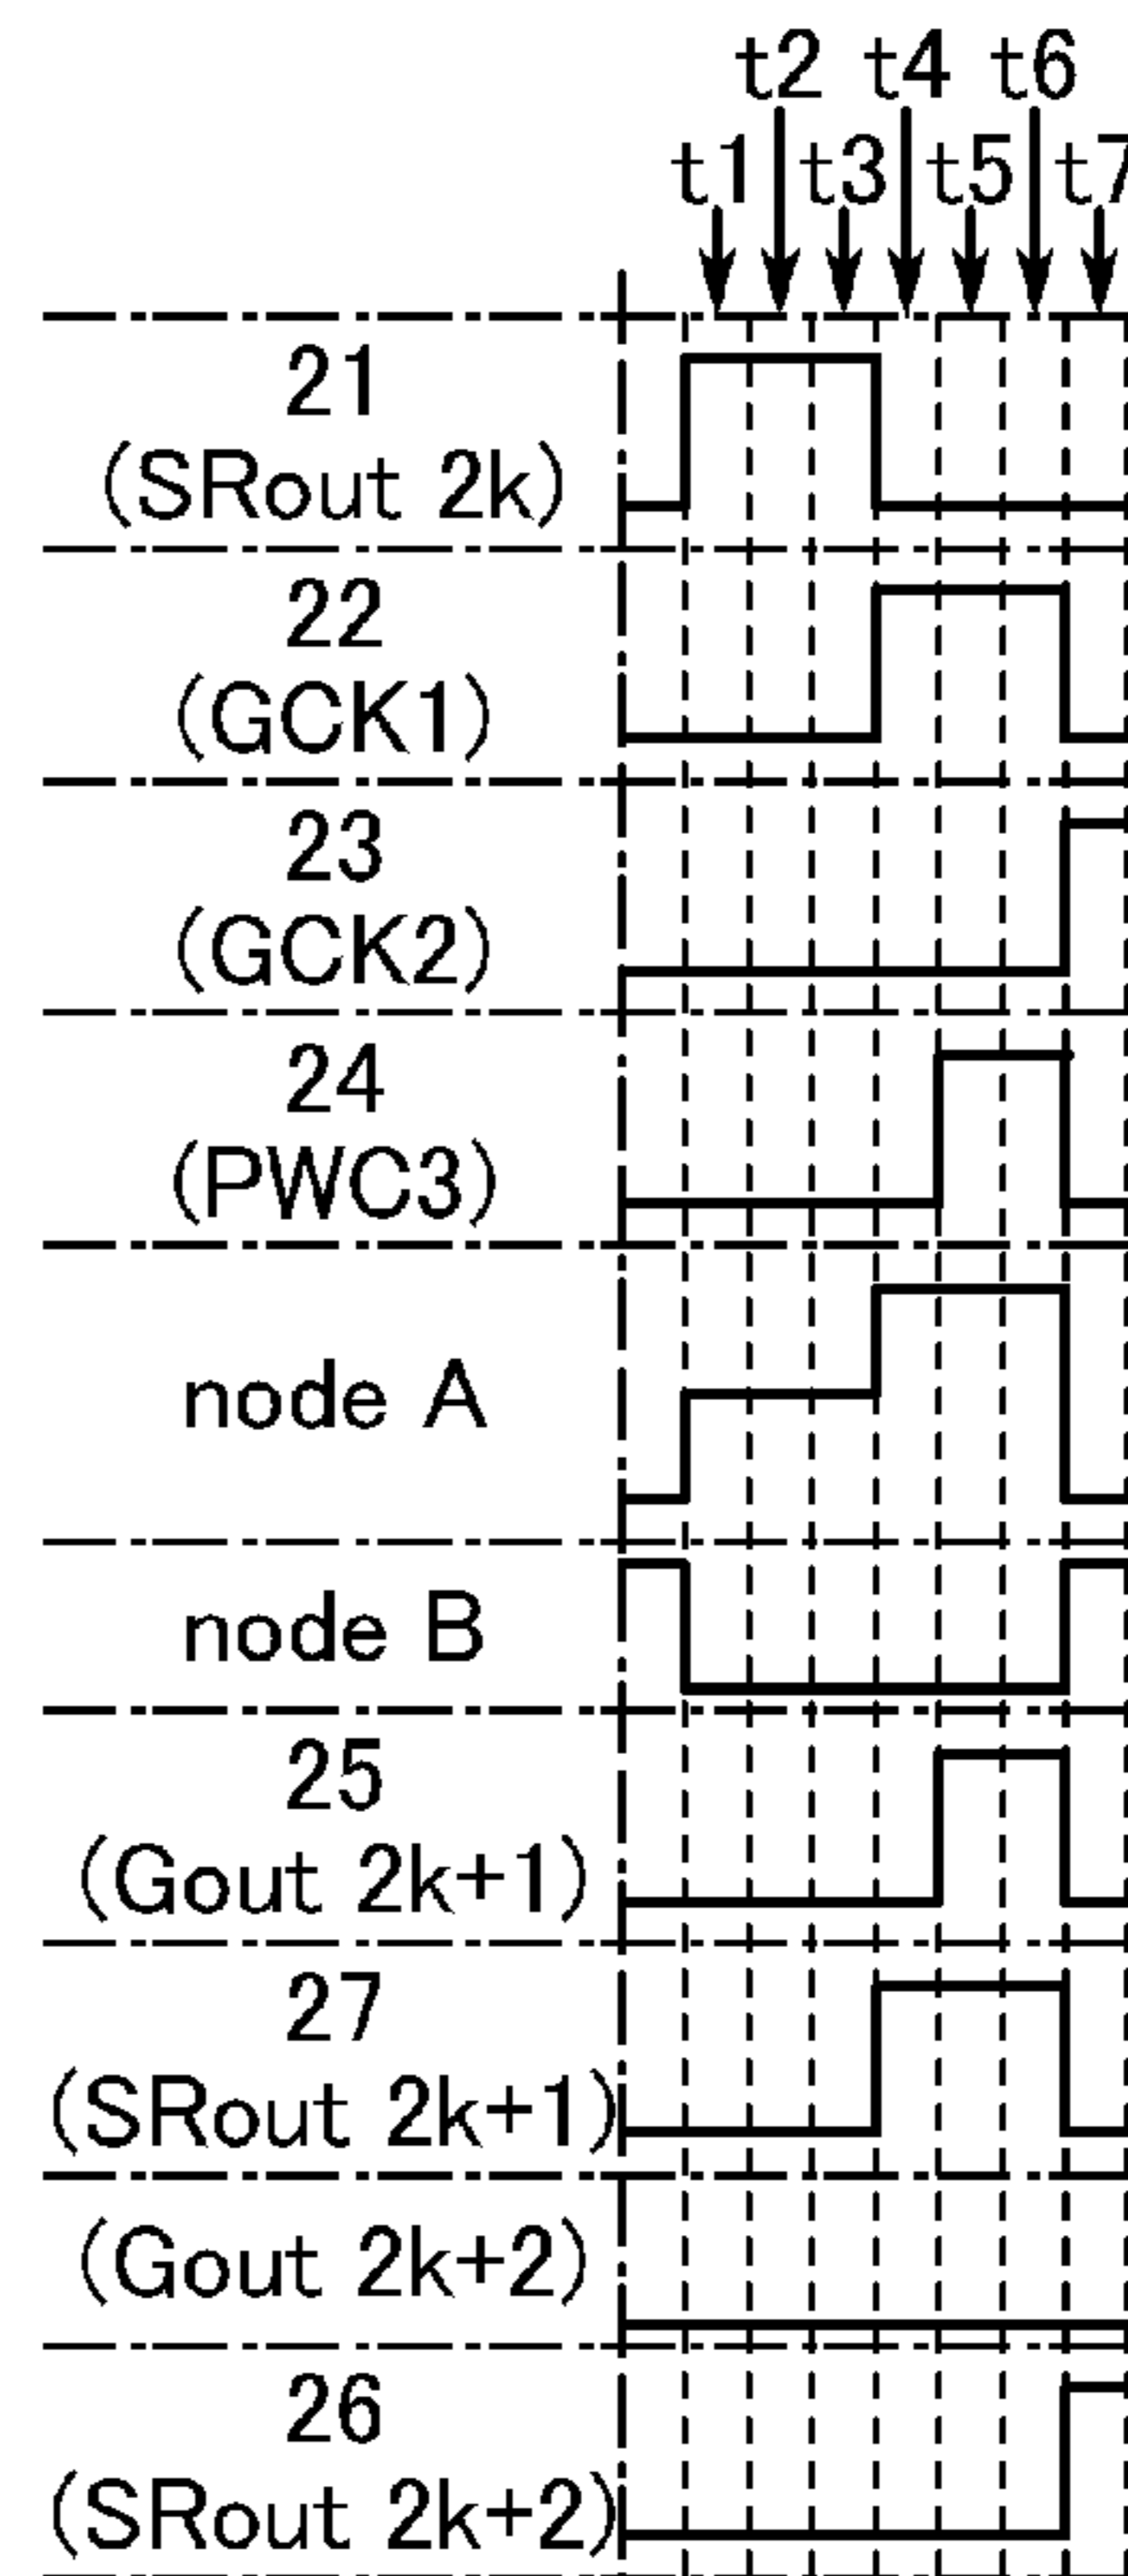 t2 t4 t6
t1 t3 t5 t7
21
(SRout 2k)
22
(GCK1)
23
(GCK2)
24
(PWC3)
node A
node B
25
(Gout 2k+1)
27
(SRout 2k+1)
(Gout 2k+2)
26
(SRout 2k+2)